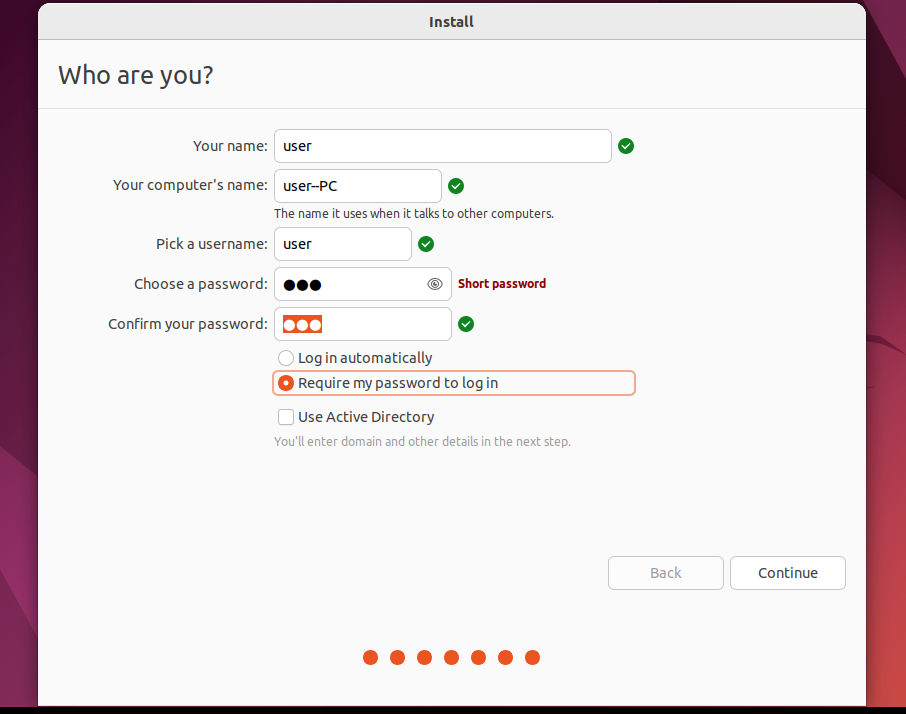 Install
Who are you?
Your name: user
Your computer's name: user--PC
The name it uses when it talks to other computers.
Pick a username: user
Choose a password: ●●● Short password
Confirm your password: ●●●
Log in automatically
Require my password to log in
Use Active Directory
You'll enter domain and other details in the next step.
Back Continue